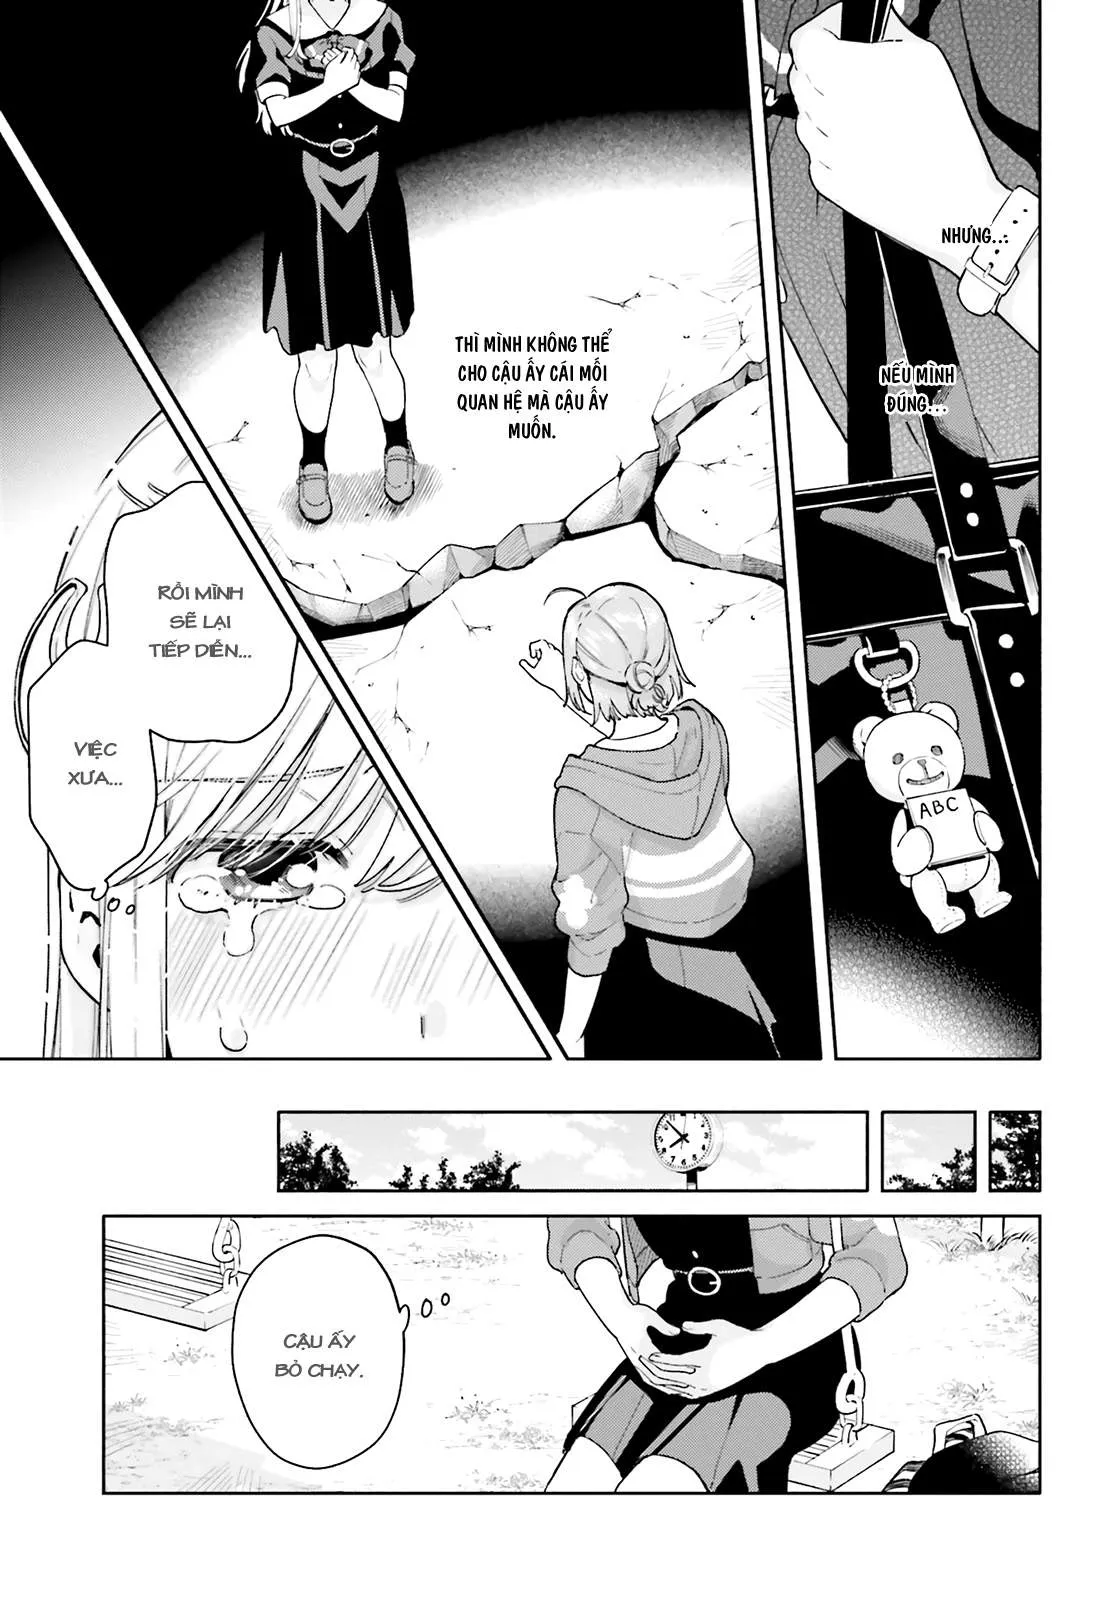 NHƯNG...
NẾU MÌNH
ĐÚNG...
ABC
THÌ MÌNH KHÔNG THỂ
CHO CẬU ẤY CÁI MỐI
QUAN HỆ MÀ CẬU ẤY
MUỐN.
RỒI MÌNH
SẼ LẠI
TIẾP DIỄN...
VIỆC
XƯA...
CẬU ẤY
BỎ CHẠY.